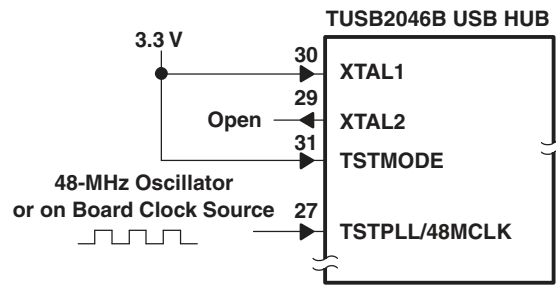 TUSB2046B USB HUB
3.3 V
30
XTAL1
29
Open
XTAL2
31
TSTMODE
48-MHz Oscillator
or on Board Clock Source
27
TSTPLL/48MCLK